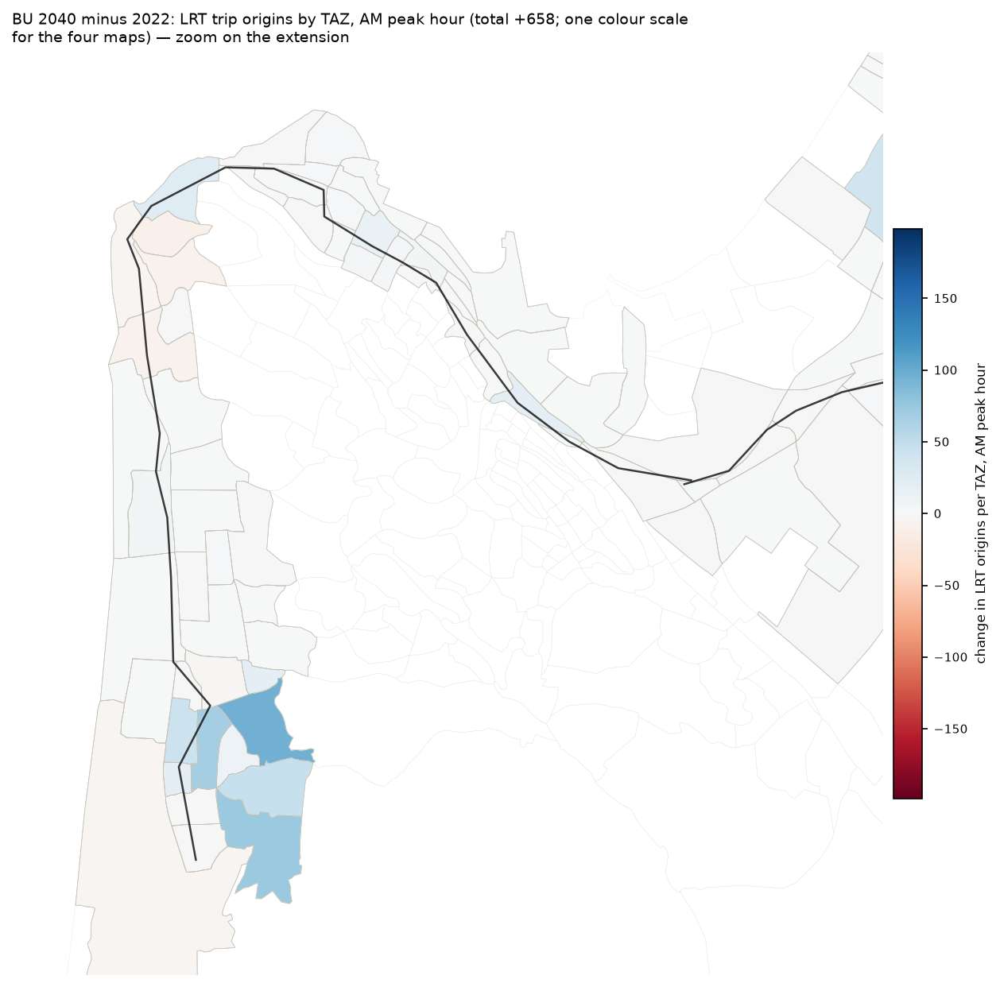 BU 2040 minus 2022: LRT trip origins by TAZ, AM peak hour (total +658; one colour scale
for the four maps) — zoom on the extension
150
100
50
0
−50
−100
−150
change in LRT origins per TAZ, AM peak hour